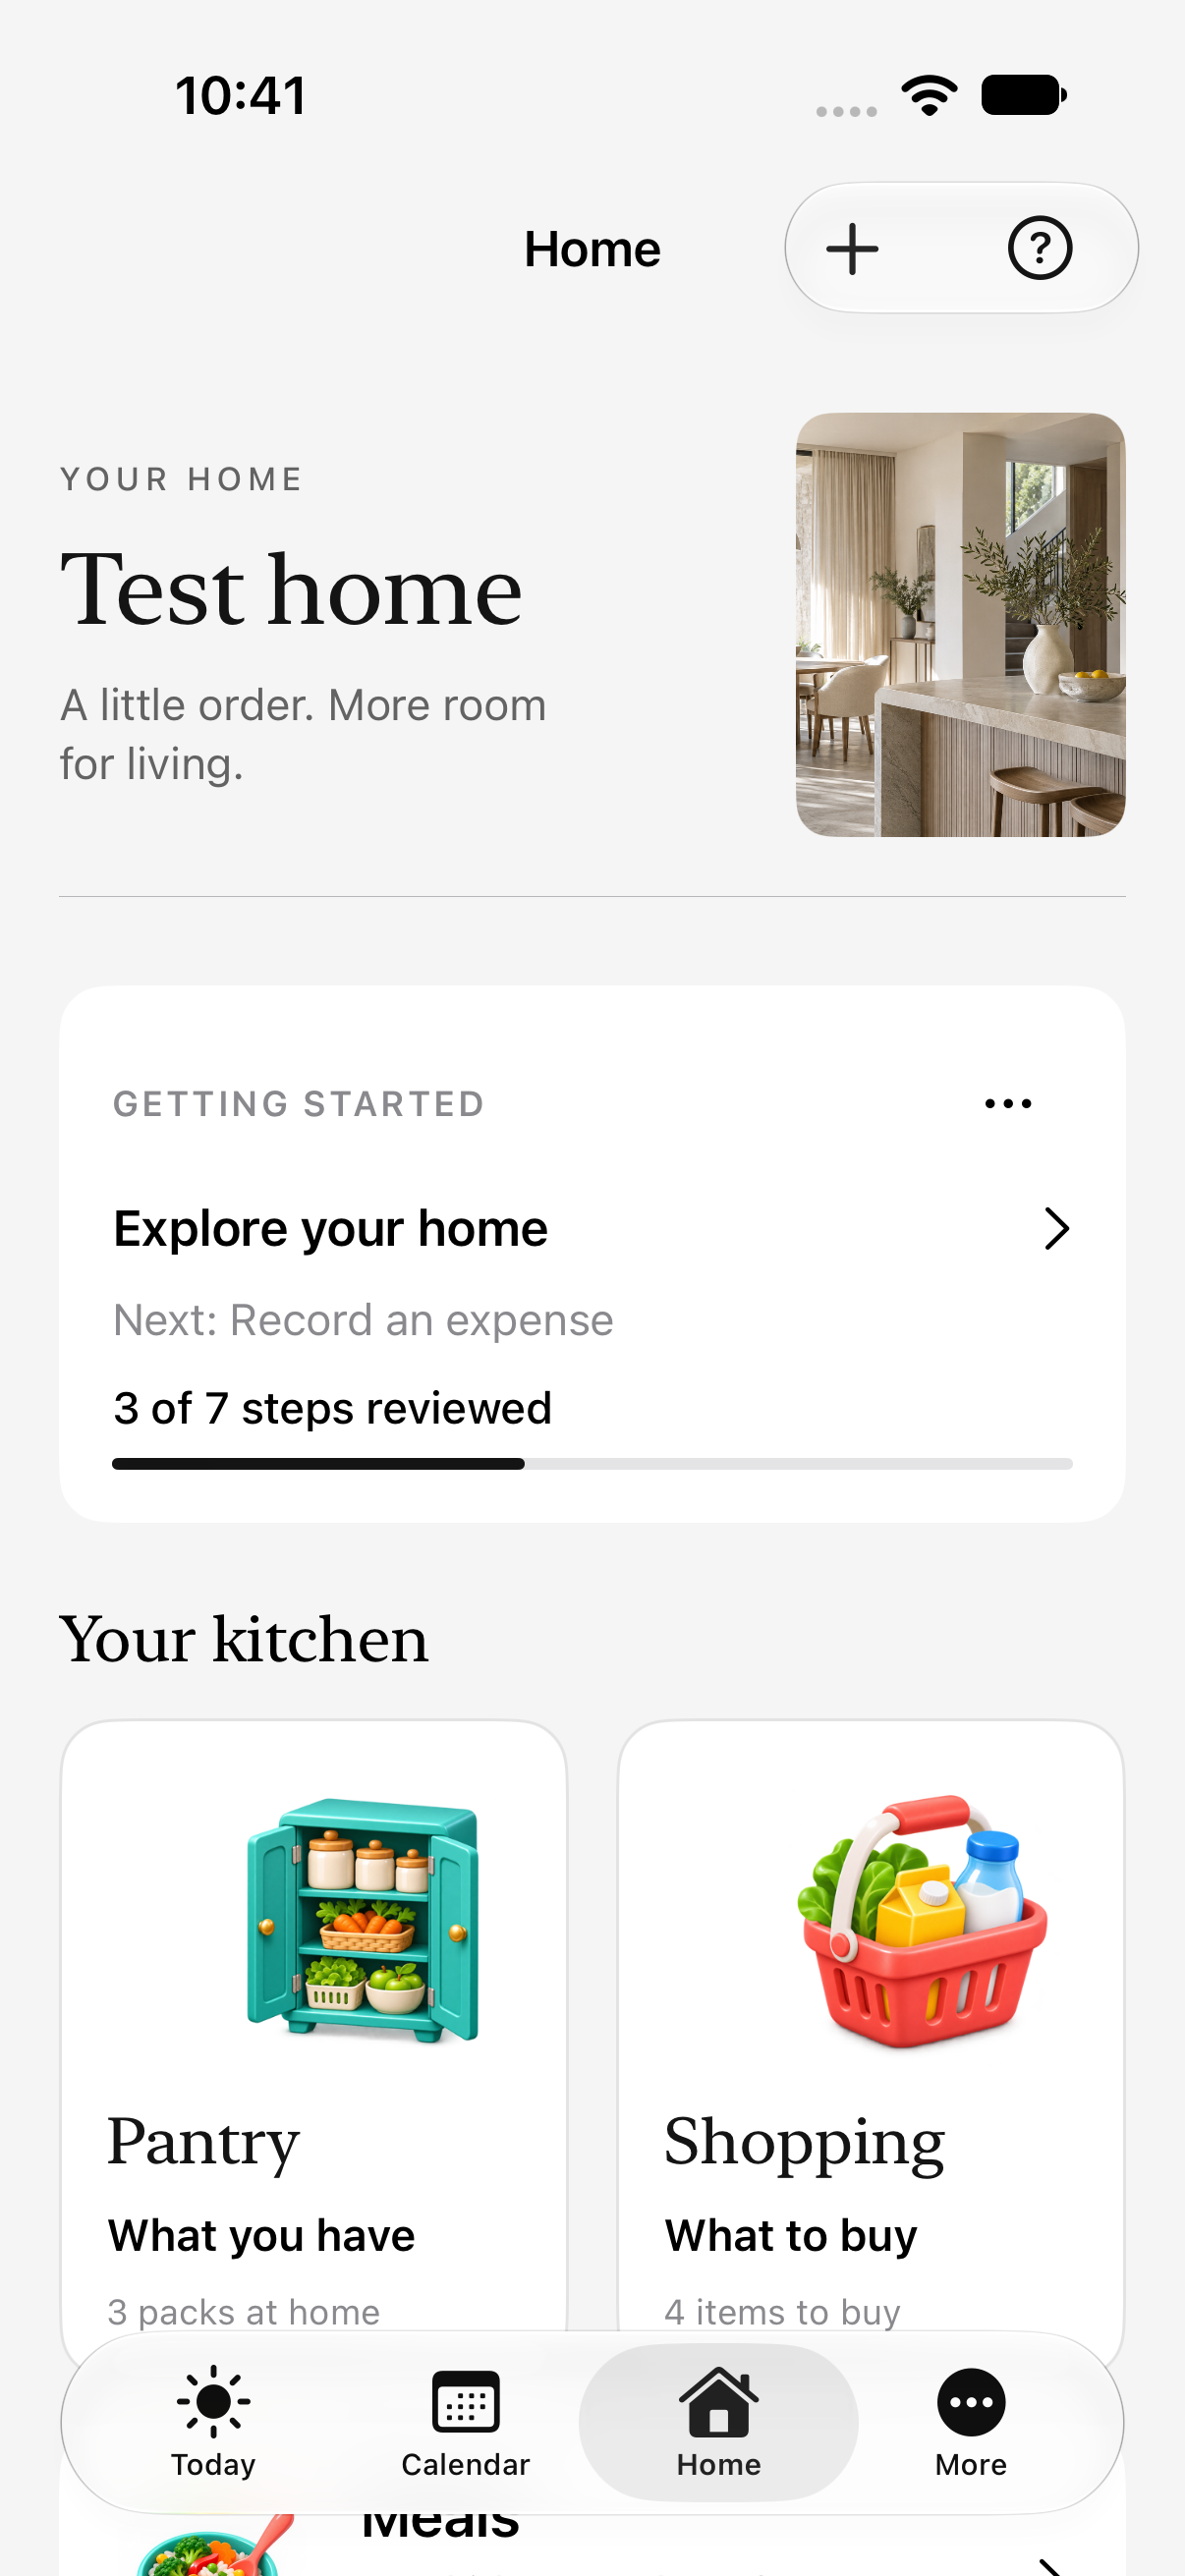 10:41
Home
YOUR HOME
Test home
A little order. More room
for living.
GETTING STARTED
Explore your home
Next: Record an expense
3 of 7 steps reviewed
Your kitchen
Pantry
What you have
3 packs at home
Shopping
What to buy
4 items to buy
Today
Calendar
Home
More
Meals